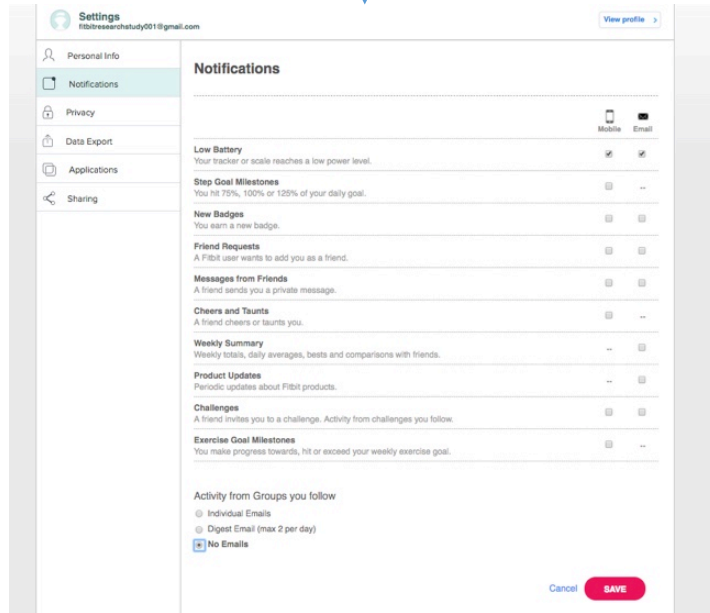 Settings
fitbitresearchstudy001@gmail.com
View profile >
Personal Info
Notifications
Privacy
Data Export
Applications
Sharing
Notifications
Mobile Email
Low Battery
Your tracker or scale reaches a low power level.
Step Goal Milestones
You hit 75%, 100% or 125% of your daily goal.
--
New Badges
You earn a new badge.
Friend Requests
A Fitbit user wants to add you as a friend.
Messages from Friends
A friend sends you a private message.
Cheers and Taunts
A friend cheers or taunts you.
--
Weekly Summary
Weekly totals, daily averages, bests and comparisons with friends.
--
Product Updates
Periodic updates about Fitbit products.
--
Challenges
A friend invites you to a challenge. Activity from challenges you follow.
Exercise Goal Milestones
You make progress towards, hit or exceed your weekly exercise goal.
--
Activity from Groups you follow
Individual Emails
Digest Email (max 2 per day)
No Emails
Cancel SAVE